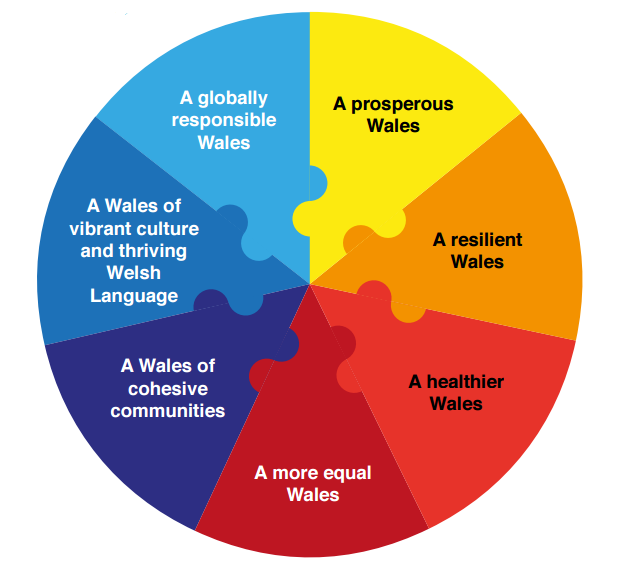 A prosperous
Wales
A resilient
Wales
A healthier
Wales
A more equal
Wales
A Wales of
cohesive
communities
A Wales of
vibrant culture
and thriving
Welsh
Language
A globally
responsible
Wales